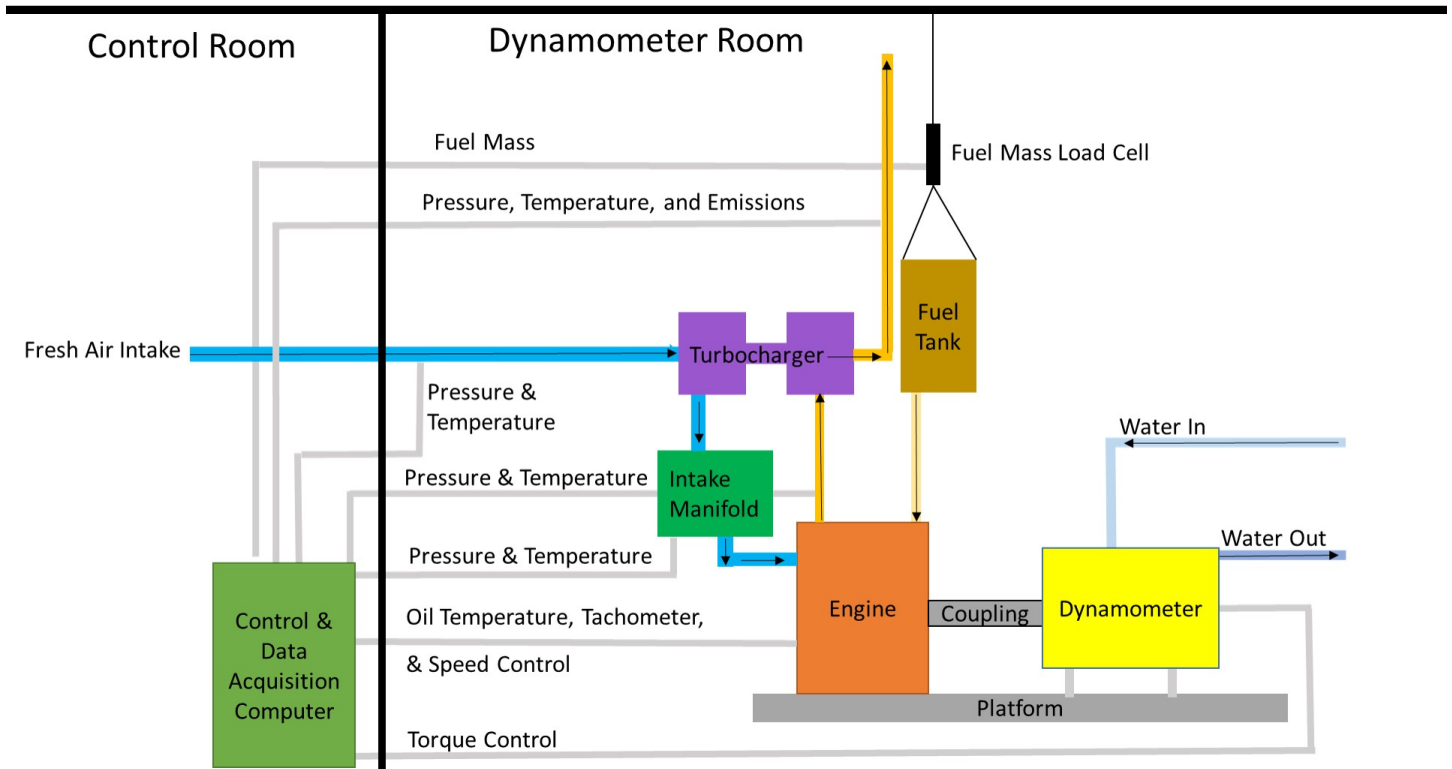 Control Room
Dynamometer Room
Fuel Mass
Fuel Mass Load Cell
Pressure, Temperature, and Emissions
Fuel
Tank
Fresh Air Intake
Turbocharger
Pressure &
Temperature
Water In
Pressure & Temperature
Intake
Manifold
Water Out
Pressure & Temperature
Control &
Data
Acquisition
Computer
Oil Temperature, Tachometer,
& Speed Control
Engine
Coupling
Dynamometer
Platform
Torque Control